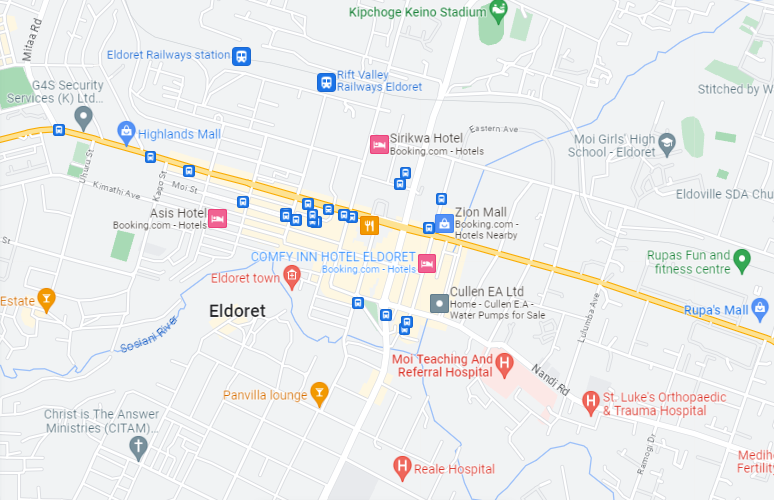 Kipchoge Keino Stadium
Mitaa Rd
Eldoret Railways station
Rift Valley
Railways Eldoret
G4S Security
Services (K) Ltd...
Stitched by W
Highlands Mall
Eastern Ave
Sirikwa Hotel
Booking.com - Hotels
Moi Girls' High
School - Eldoret
Uhuru St
Kimathi Ave
Kago St
Moi St
Eldoville SDA Chu
Asis Hotel
Booking.com - Hotels
Zion Mall
Booking.com -
Hotels Nearby
St
COMFY INN HOTEL ELDORET
Booking.com - Hotels
Rupas Fun and
fitness centre
Eldoret town
Cullen EA Ltd
Home - Cullen E.A -
Water Pumps for Sale
Estate
Eldoret
Lulumba Ave
Rupa's Mall
Sosiani River
Moi Teaching And
Referral Hospital
Nandi Rd
Panvilla lounge
St. Luke's Orthopaedic
& Trauma Hospital
Christ is The Answer
Ministries (CITAM)...
Ramogi Dr
Reale Hospital
Medihe
Fertility